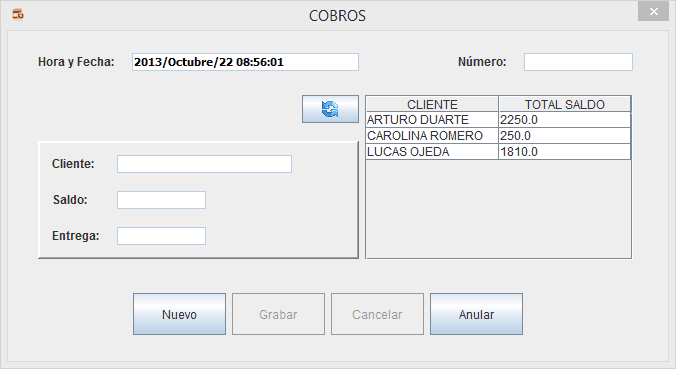 COBROS
Hora y Fecha: 2013/Octubre/22 08:56:01 Número:
CLIENTE TOTAL SALDO
ARTURO DUARTE 2250.0
CAROLINA ROMERO 250.0
LUCAS OJEDA 1810.0
Cliente:
Saldo:
Entrega:
Nuevo Grabar Cancelar Anular